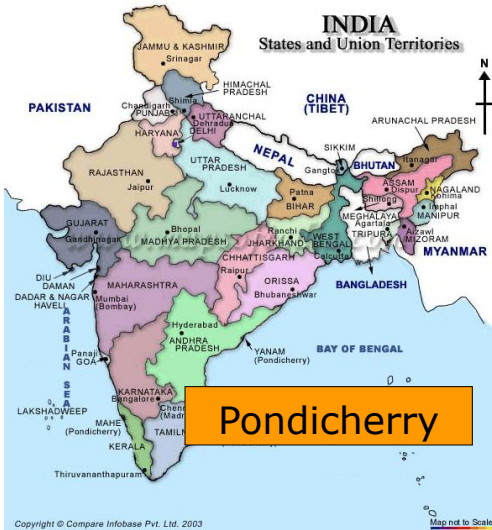 INDIA
States and Union Territories
N
JAMMU & KASHMIR
Srinagar
HIMACHAL
PRADESH
PAKISTAN
Chandigarh
Shimla
PUNJAB
UTTARANCHAL
Dehradun
CHINA
(TIBET)
HARYANA
DELHI
ARUNACHAL PRADESH
NEPAL
SIKKIM
Gangtok
BHUTAN
Itanagar
RAJASTHAN
Jaipur
UTTAR
PRADESH
Lucknow
ASSAM
Dispur
NAGALAND
Kohima
Patna
BIHAR
Shillong
MEGHALAYA
Imphal
MANIPUR
Agartala
TRIPURA
Aizawl
MIZORAM
GUJARAT
Gandhinagar
Bhopal
MADHYA PRADESH
Ranchi
JHARKHAND
WEST
BENGAL
Calcutta
MYANMAR
CHHATTISGARH
Raipur
BANGLADESH
DIU
DAMAN
DADAR & NAGAR
HAVELI
MAHARASHTRA
Mumbai
(Bombay)
ORISSA
Bhubaneshwar
ARABIAN SEA
Hyderabad
ANDHRA
PRADESH
YANAM
(Pondicherry)
BAY OF BENGAL
Panaji
GOA
KARNATAKA
Bangalore
LAKSHADWEEP
MAHE
(Pondicherry)
KERALA
Pondicherry
Thiruvananthapuram
Copyright © Compare Infobase Pvt. Ltd. 2003
Map not to Scale